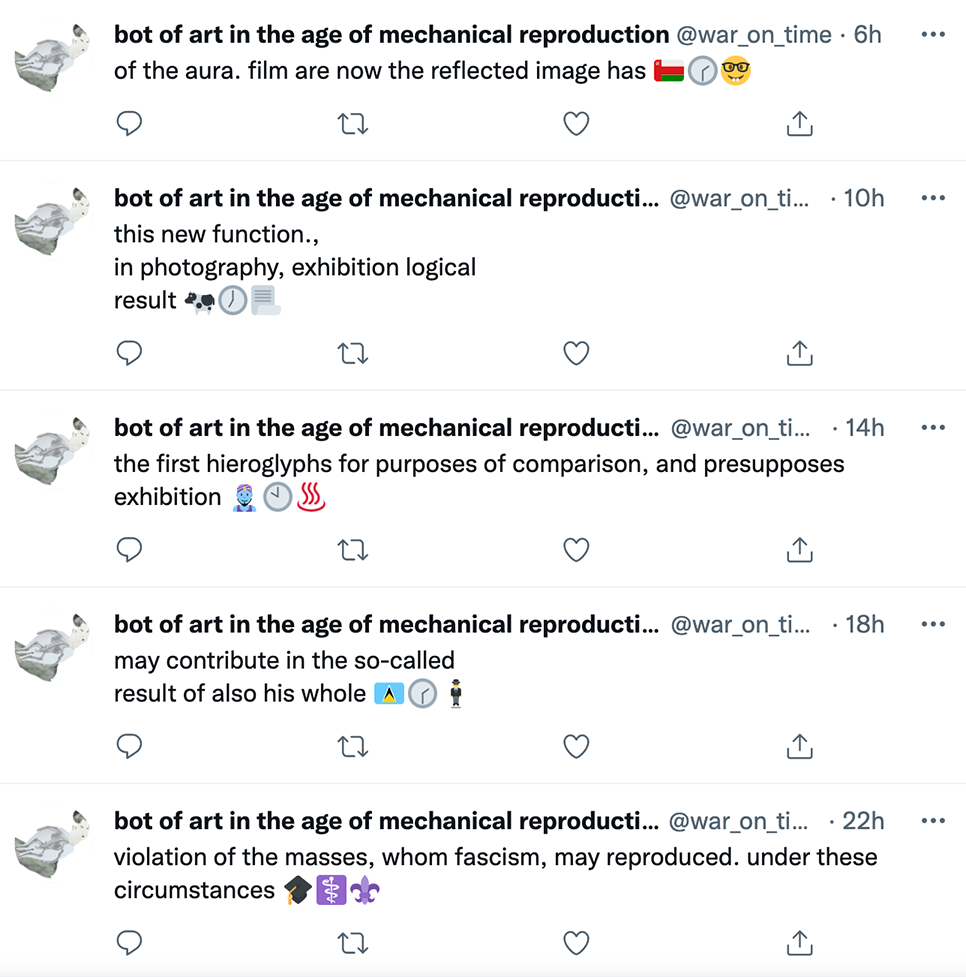 bot of art in the age of mechanical reproduction @war_on_time · 6h
of the aura. film are now the reflected image has 🇴🇲🕜🤓
bot of art in the age of mechanical reproducti... @war_on_ti... · 10h
this new function.,
in photography, exhibition logical
result 🐄🕖📜
bot of art in the age of mechanical reproducti... @war_on_ti... · 14h
the first hieroglyphs for purposes of comparison, and presupposes
exhibition 🧞‍♂️🕙♨️
bot of art in the age of mechanical reproducti... @war_on_ti... · 18h
may contribute in the so-called
result of also his whole 🇱🇨🕜🕴️
bot of art in the age of mechanical reproducti... @war_on_ti... · 22h
violation of the masses, whom fascism, may reproduced. under these
circumstances 🎓⚕️⚜️